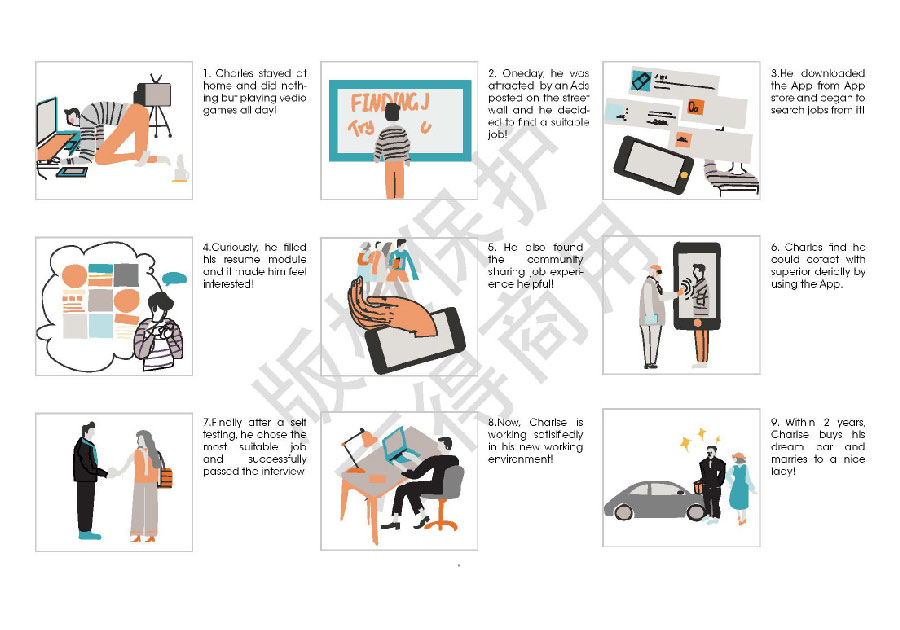 1. Charles stayed at
home and did noth-
ing but playing vedio
games all day!
2. Oneday, he was
attracted by an Ads
posted on the street
wall and he decid-
ed to find a suitable
job!
FINDING J
Try U
3.He downloaded
the App from App
store and began to
search jobs from it!
4.Curiously, he filled
his resume module
and it made him feel
interested!
5. He also found
the community
sharing job experi-
ence helpful!
6. Charles find he
could cotact with
superior derially by
using the App.
7.Finally after a self
testing, he chose the
most suitable job
and successfully
passed the interview
8.Now, Charlse is
working satisifedly
in his new working
environment!
9. Within 2 years,
Charlse buys his
dream car and
marries to a nice
lady!
版权保护
不得商用